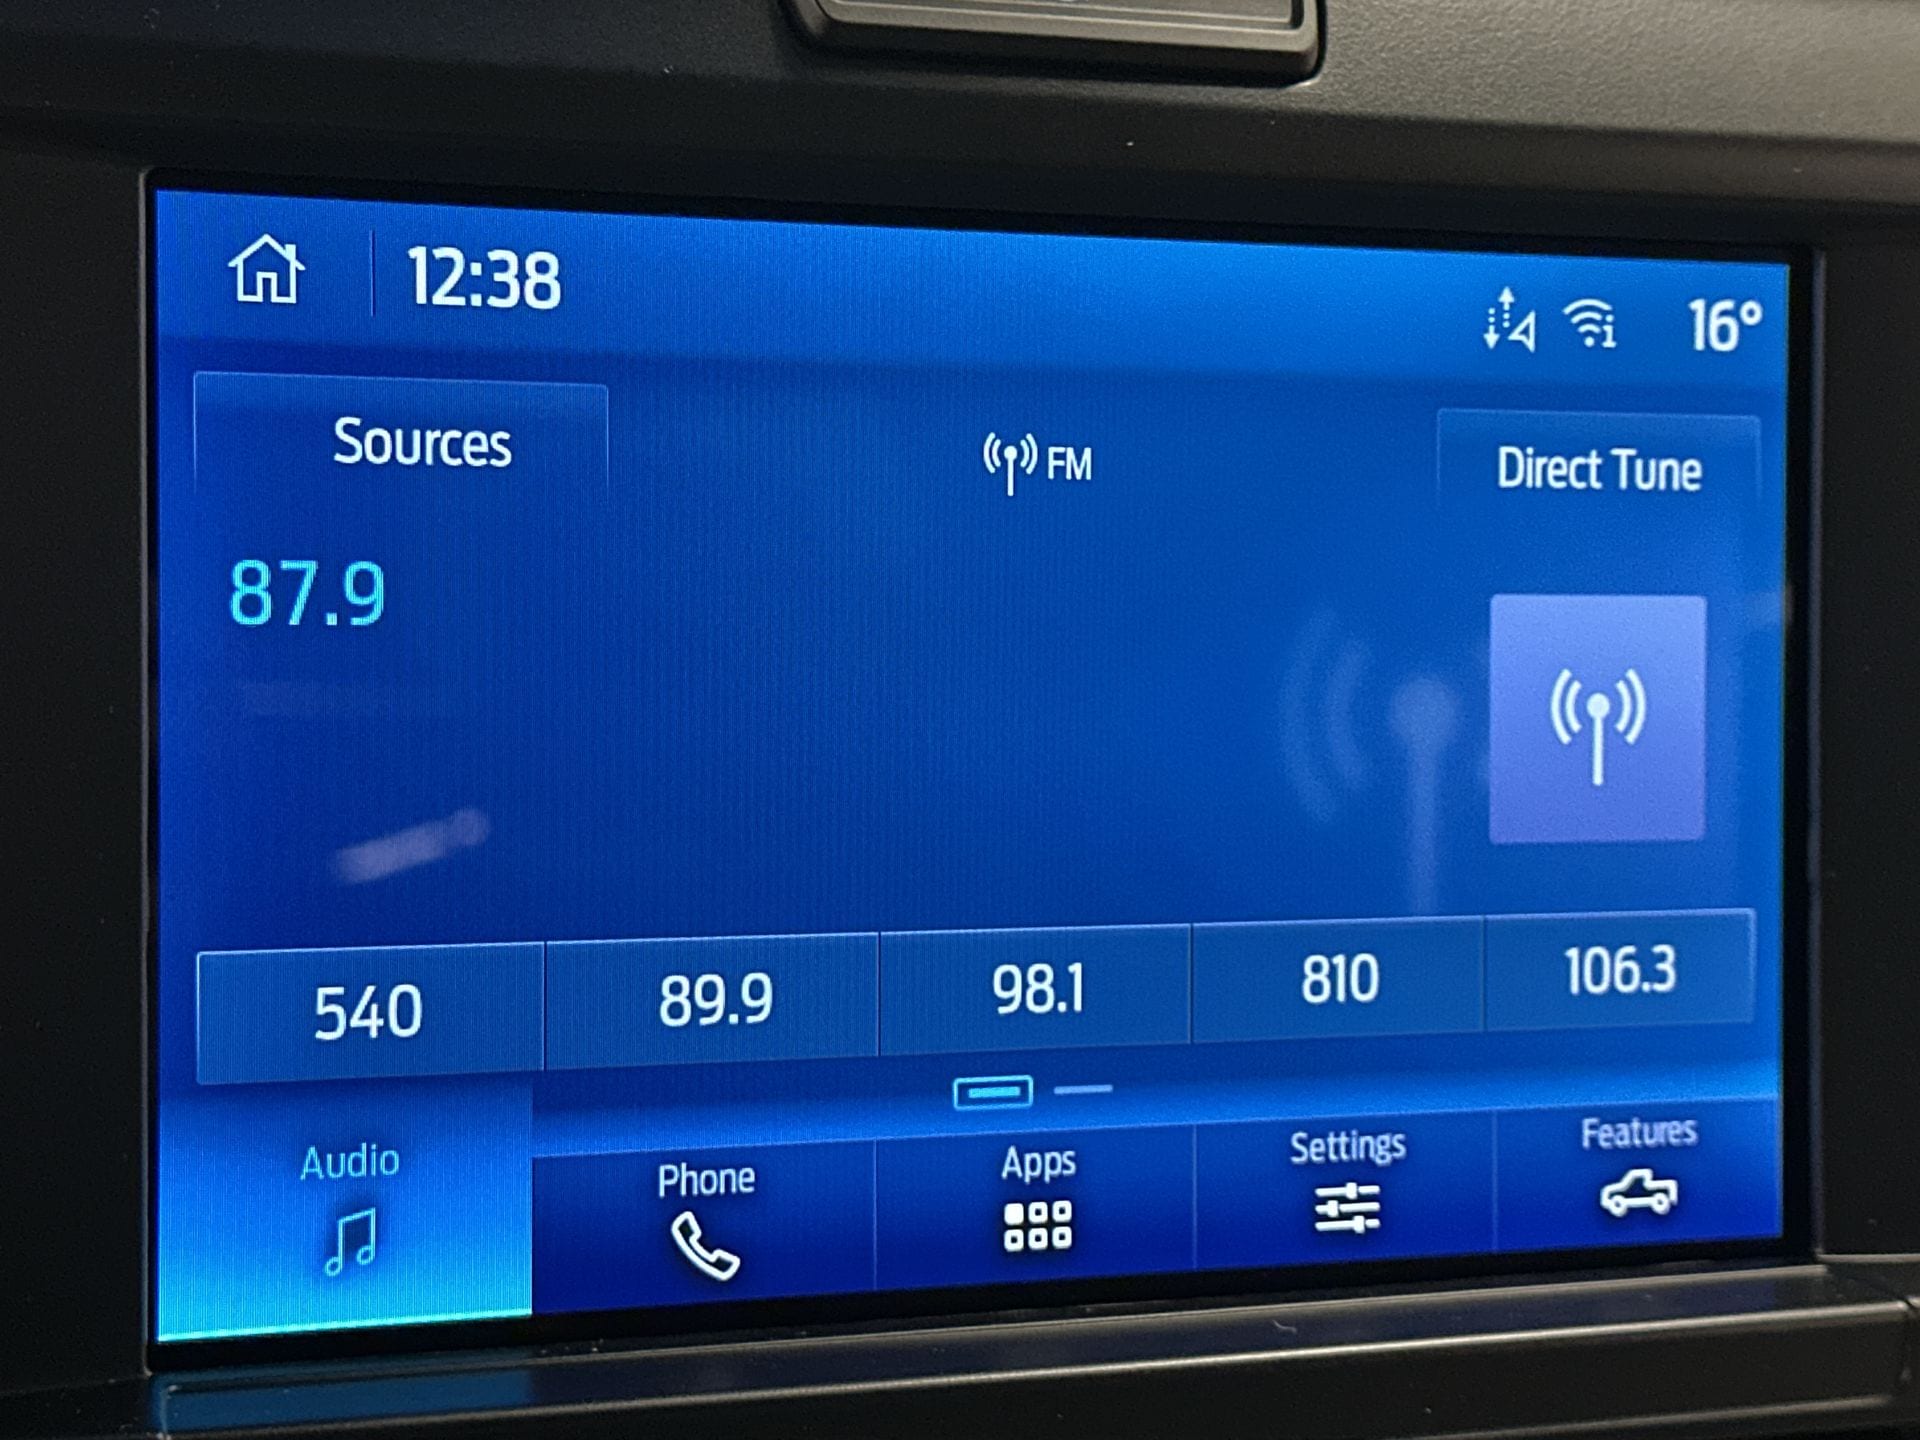 12:38
16°
Sources
FM
Direct Tune
87.9
540
89.9
98.1
810
106.3
Audio
Phone
Apps
Settings
Features